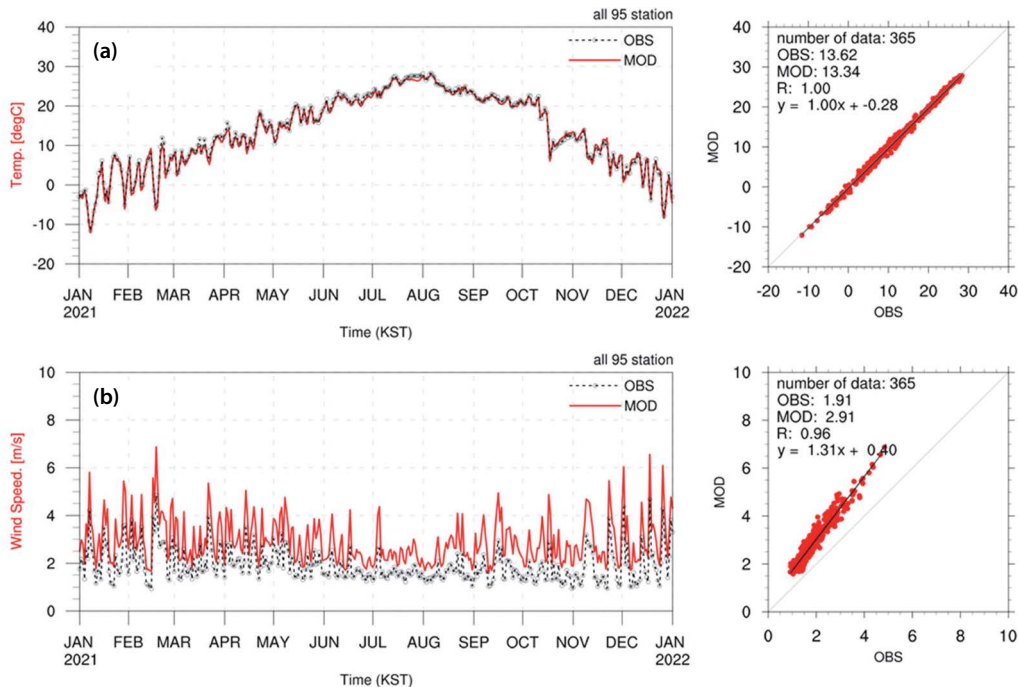 all 95 station
(a)
OBS
MOD
Temp. [degC]
40
30
20
10
0
-10
-20
JAN FEB MAR APR MAY JUN JUL AUG SEP OCT NOV DEC JAN
2021 2022
Time (KST)
number of data: 365
OBS: 13.62
MOD: 13.34
R: 1.00
y = 1.00x + -0.28
MOD
40
30
20
10
0
-10
-20
-20 -10 0 10 20 30 40
OBS
all 95 station
(b)
OBS
MOD
Wind Speed. [m/s]
10
8
6
4
2
0
JAN FEB MAR APR MAY JUN JUL AUG SEP OCT NOV DEC JAN
2021 2022
Time (KST)
number of data: 365
OBS: 1.91
MOD: 2.91
R: 0.96
y = 1.31x + 0.40
MOD
10
8
6
4
2
0
0 2 4 6 8 10
OBS